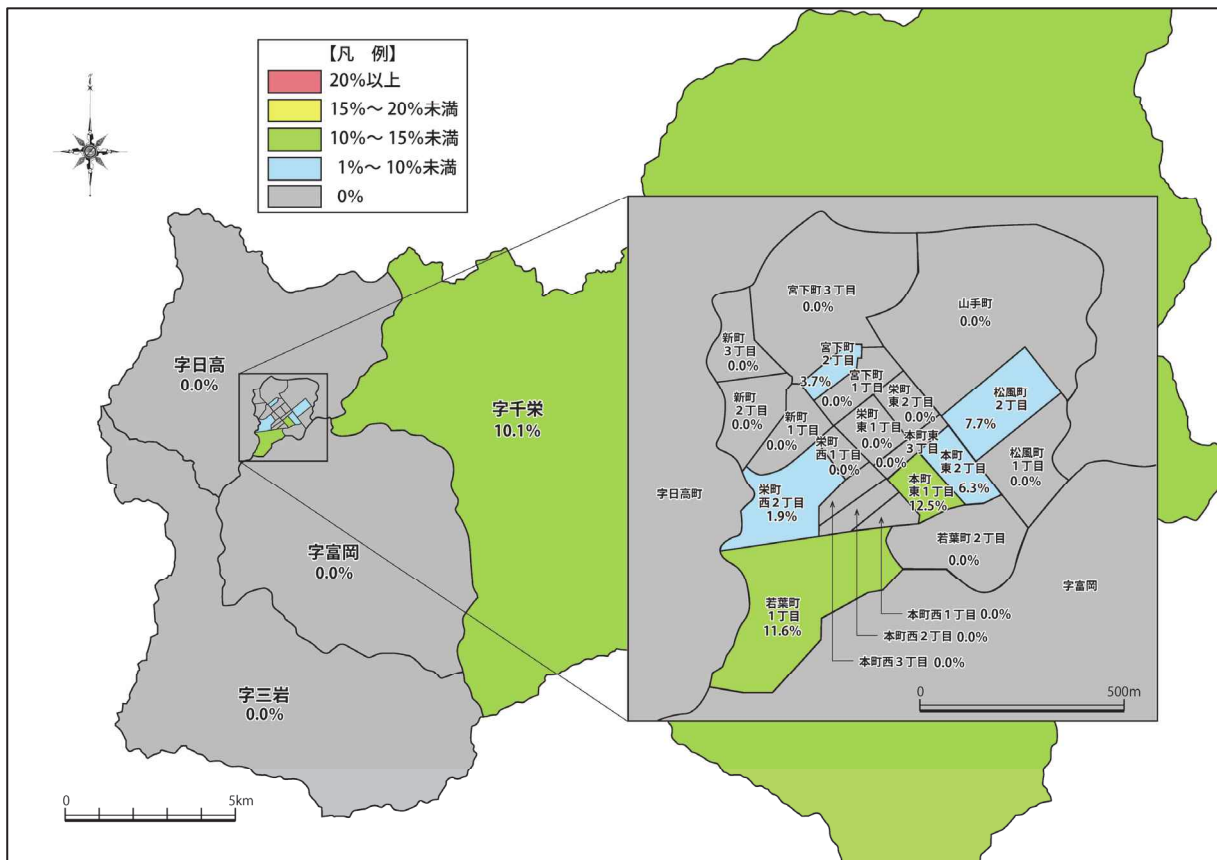 【凡　例】
20%以上
15%～ 20%未満
10%～ 15%未満
1%～ 10%未満
0%
字日高
0.0%
字千栄
10.1%
字富岡
0.0%
字三岩
0.0%
0
5km
宮下町３丁目
0.0%
山手町
0.0%
新町
３丁目
0.0%
宮下町
２丁目
3.7%
宮下町
１丁目
0.0%
栄町
東２丁目
0.0%
松風町
２丁目
7.7%
新町
２丁目
0.0%
新町
１丁目
0.0%
栄町
東１丁目
0.0%
栄町
西１丁目
0.0%
本町東
３丁目
0.0%
本町
東２丁目
6.3%
松風町
１丁目
0.0%
字日高町
栄町
西２丁目
1.9%
本町
東１丁目
12.5%
若葉町２丁目
0.0%
字富岡
若葉町
１丁目
11.6%
本町西１丁目 0.0%
本町西２丁目 0.0%
本町西３丁目 0.0%
0
500m